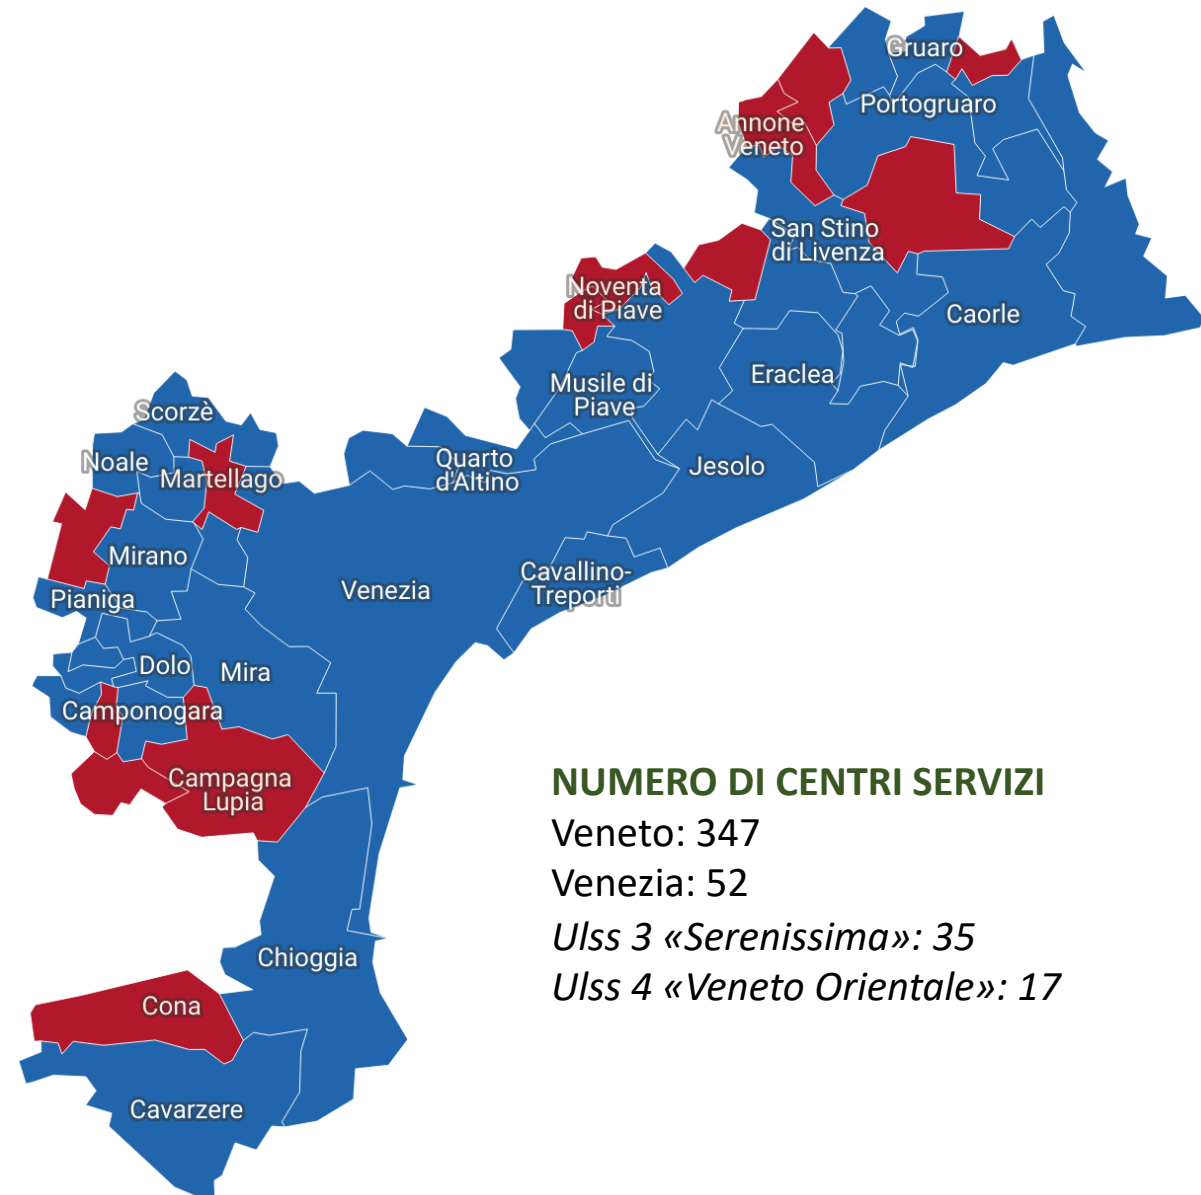 Gruaro
Portogruaro
Annone
Veneto
San Stino
di Livenza
Noventa
di Piave
Caorle
Eraclea
Musile di
Piave
Scorzè
Noale
Martellago
Quarto
d'Altino
Jesolo
Mirano
Cavallino-
Treporti
Venezia
Pianiga
Dolo
Mira
Camponogara
Campagna
Lupia
NUMERO DI CENTRI SERVIZI
Veneto: 347
Venezia: 52
Ulss 3 «Serenissima»: 35
Ulss 4 «Veneto Orientale»: 17
Chioggia
Cona
Cavarzere